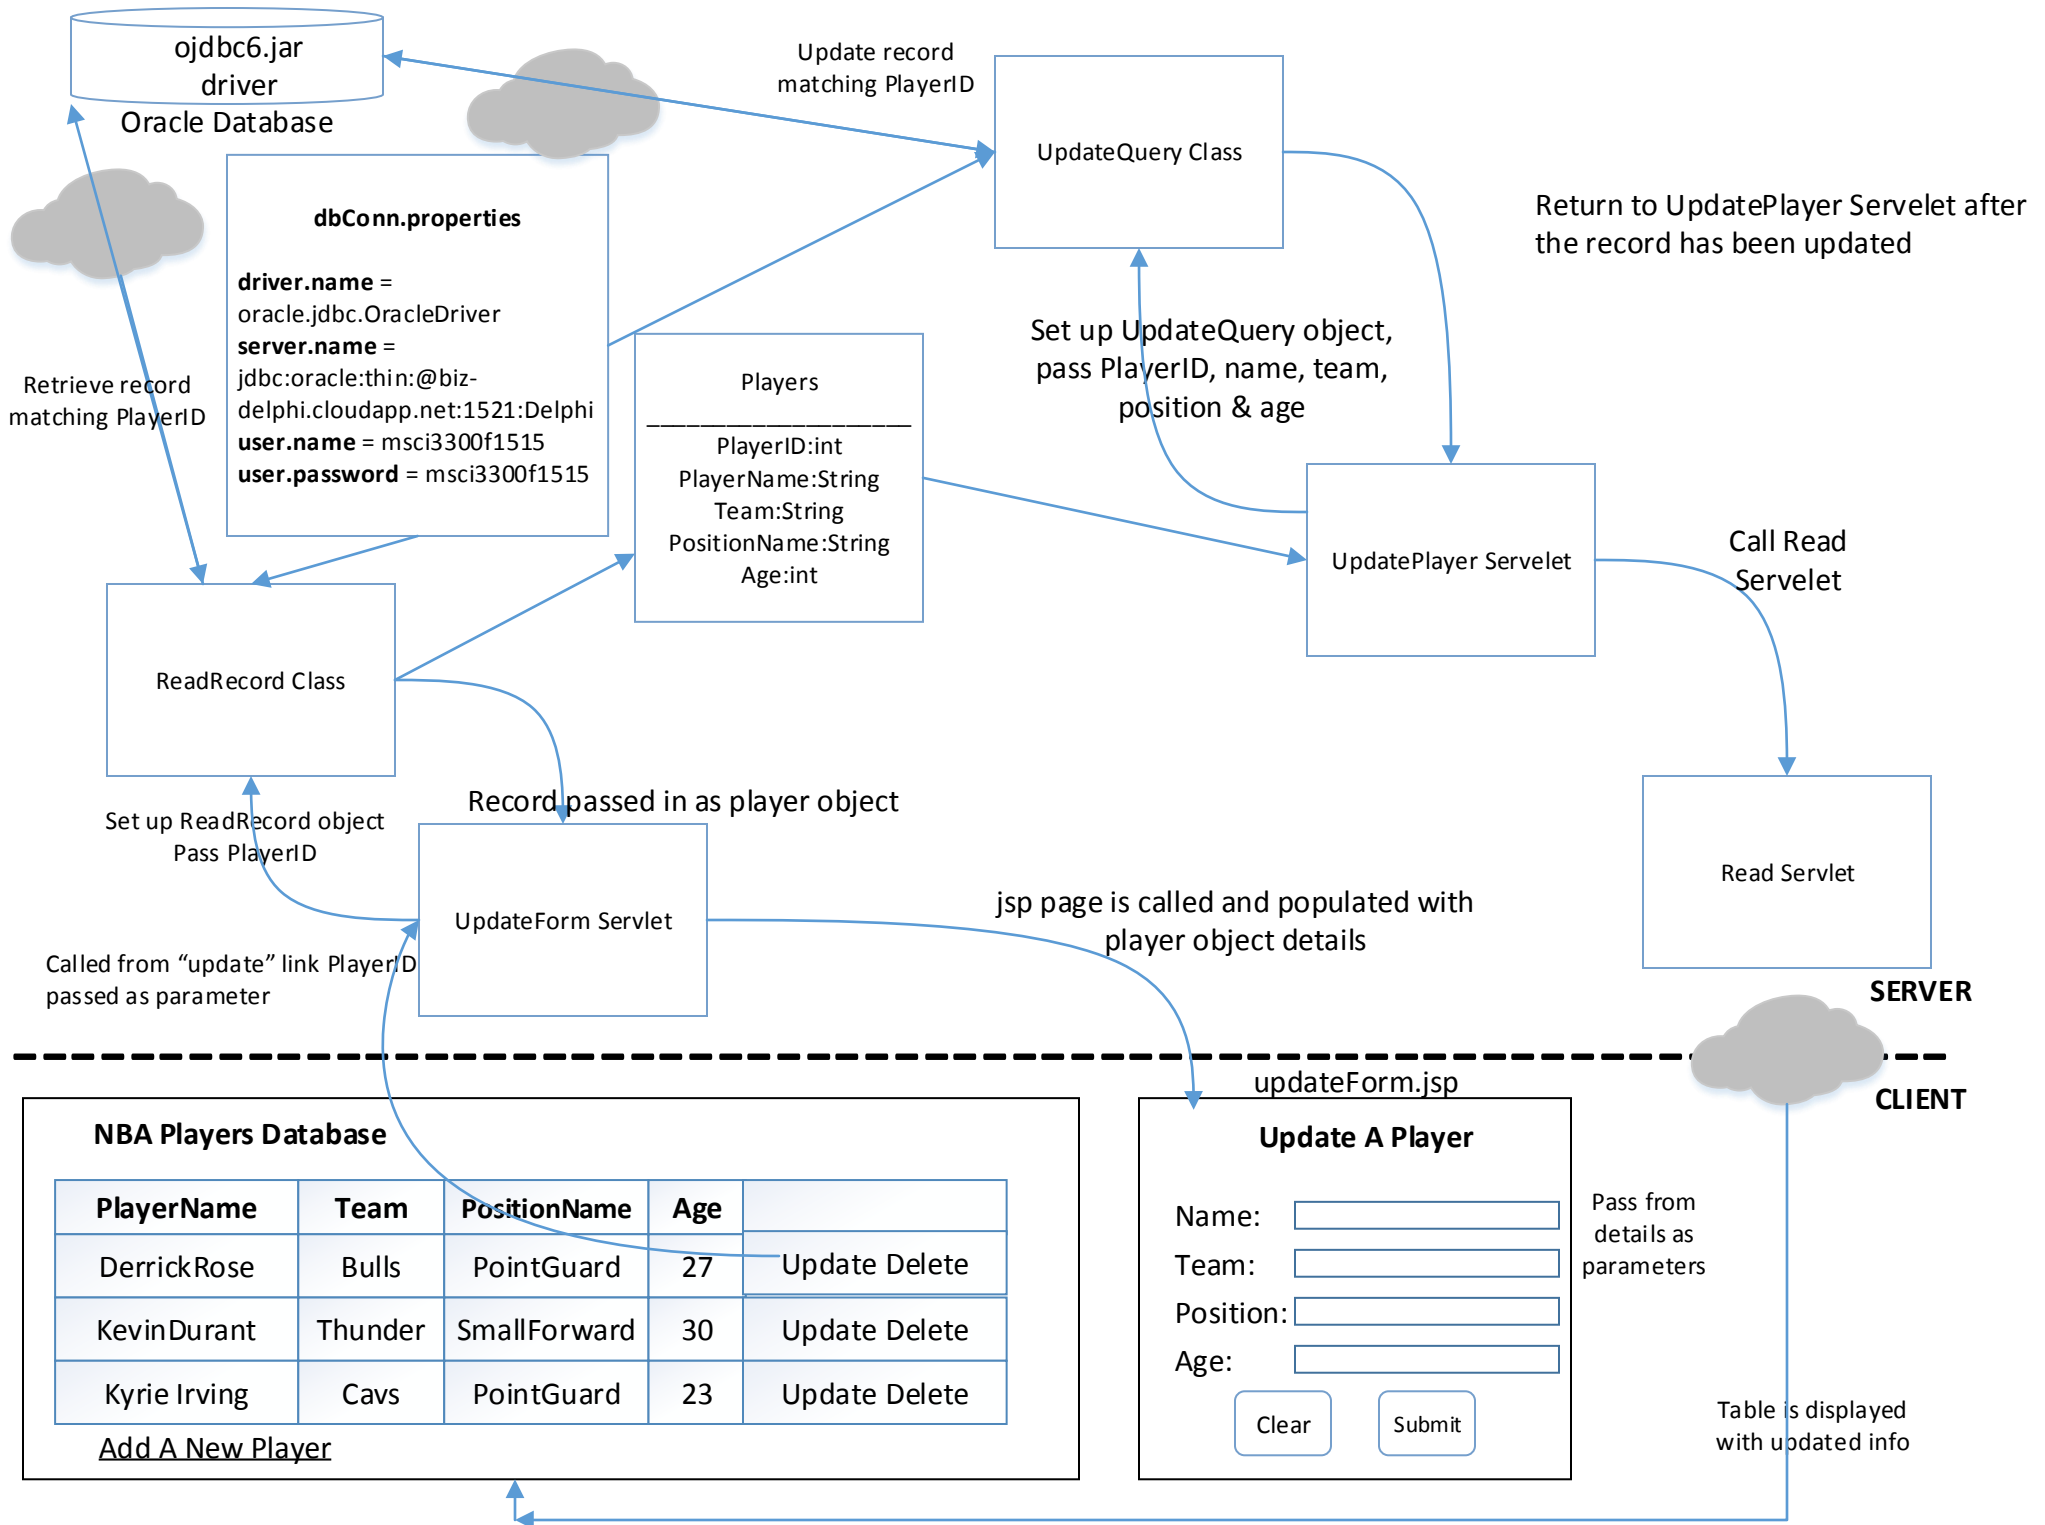 ojdbc6.jar
driver
Oracle Database
Update record
matching PlayerID
UpdateQuery Class
Return to UpdatePlayer Servelet after
the record has been updated
dbConn.properties
driver.name =
oracle.jdbc.OracleDriver
server.name =
jdbc:oracle:thin:@biz-
delphi.cloudapp.net:1521:Delphi
user.name = msci3300f1515
user.password = msci3300f1515
Retrieve record
matching PlayerID
Players
PlayerID:int
PlayerName:String
Team:String
PositionName:String
Age:int
Set up UpdateQuery object,
pass PlayerID, name, team,
position & age
UpdatePlayer Servelet
Call Read
Servelet
ReadRecord Class
Record passed in as player object
Set up ReadRecord object
Pass PlayerID
UpdateForm Servlet
jsp page is called and populated with
player object details
Read Servlet
Called from “update” link PlayerID
passed as parameter
SERVER
CLIENT
NBA Players Database
PlayerName Team PositionName Age
DerrickRose Bulls PointGuard 27 Update Delete
KevinDurant Thunder SmallForward 30 Update Delete
Kyrie Irving Cavs PointGuard 23 Update Delete
Add A New Player
updateForm.jsp
Update A Player
Name:
Team:
Position:
Age:
Clear Submit
Pass from
details as
parameters
Table is displayed
with updated info